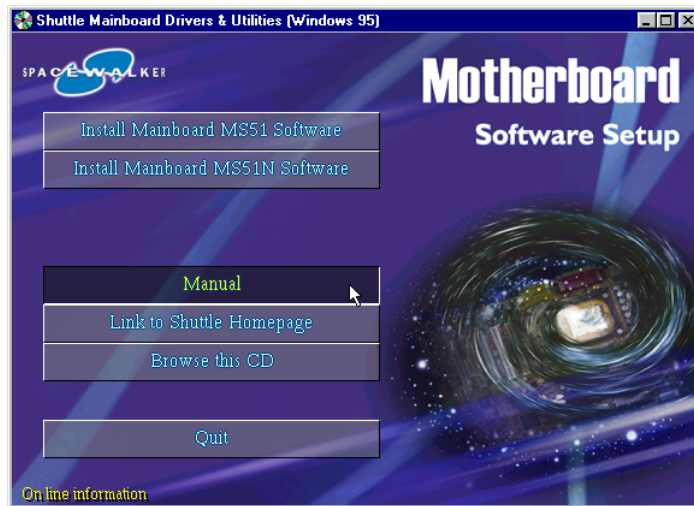 Shuttle Mainboard Drivers & Utilities (Windows 95)
SPACEWALKER
Motherboard
Software Setup
Install Mainboard MS51 Software
Install Mainboard MS51N Software
Manual
Link to Shuttle Homepage
Browse this CD
Quit
On line information